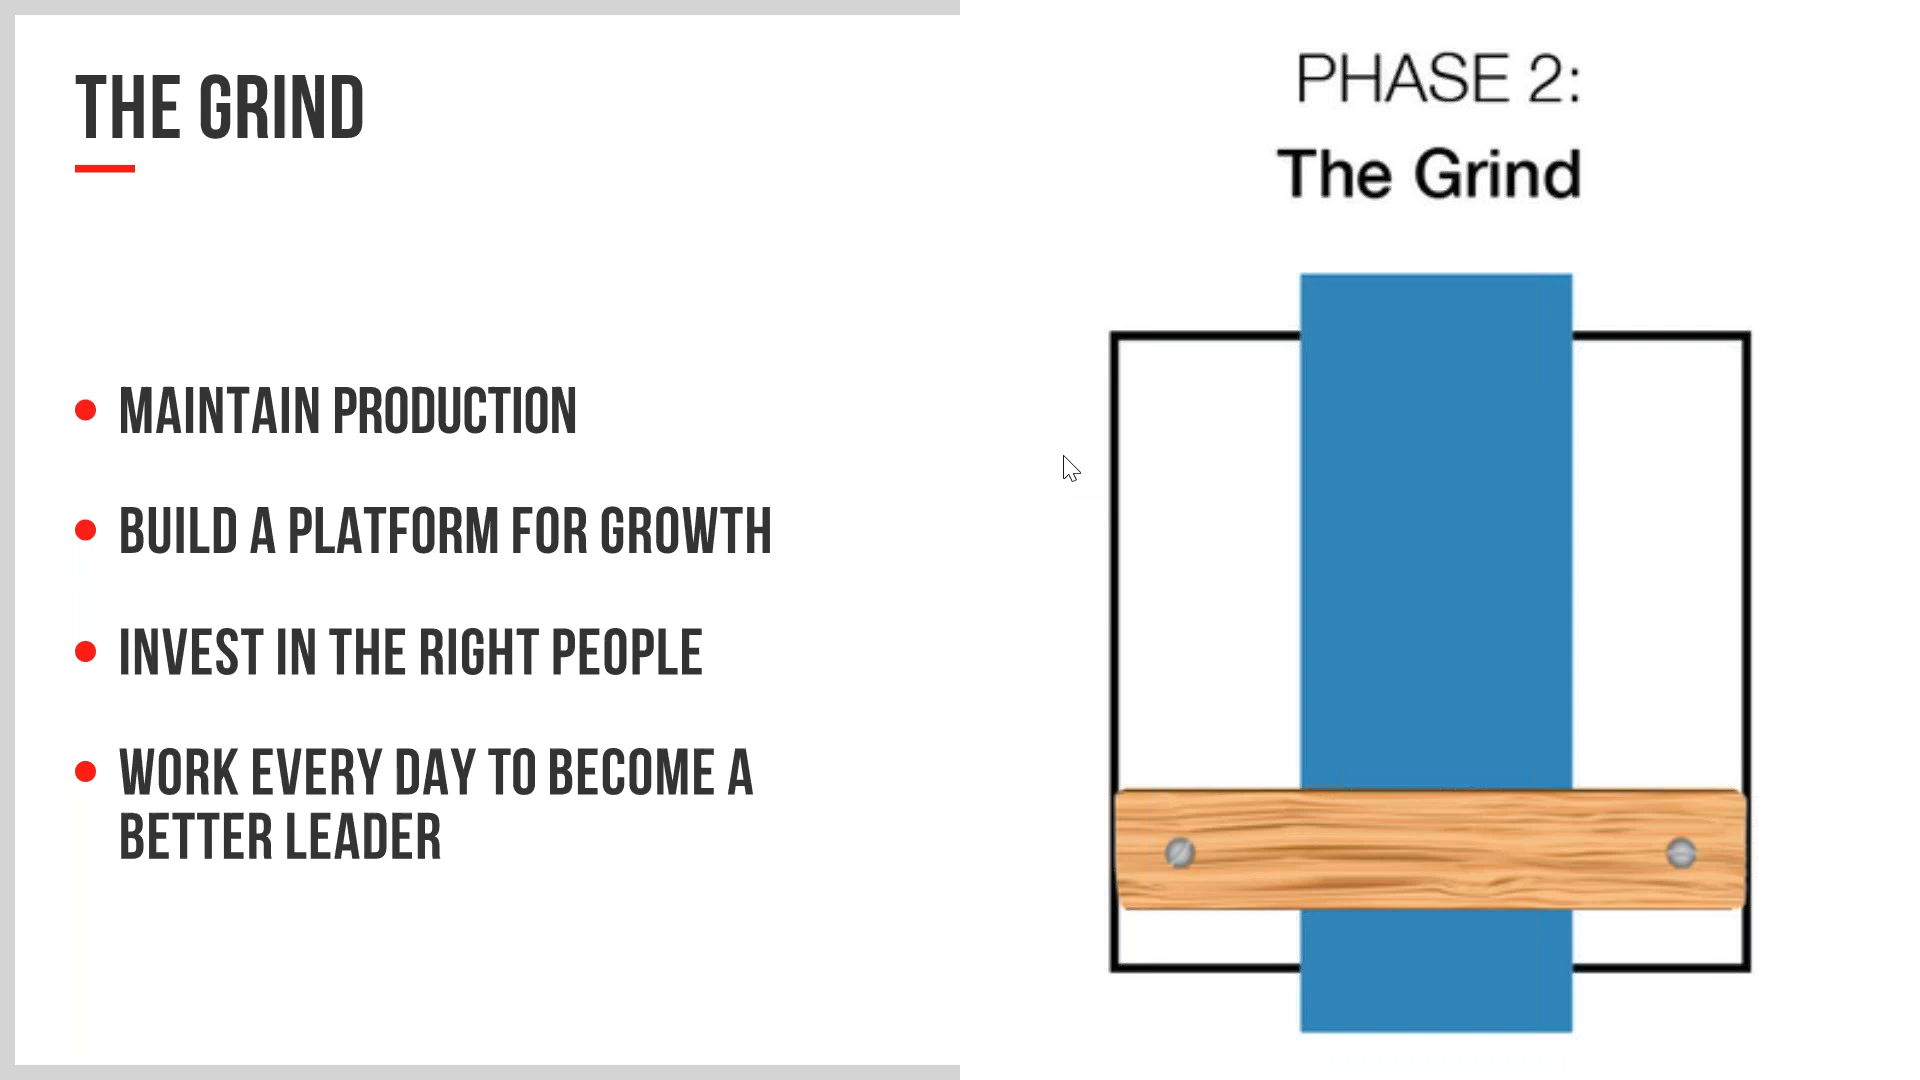 THE GRIND
MAINTAIN PRODUCTION
BUILD A PLATFORM FOR GROWTH
INVEST IN THE RIGHT PEOPLE
WORK EVERY DAY TO BECOME A
BETTER LEADER
PHASE 2:
The Grind